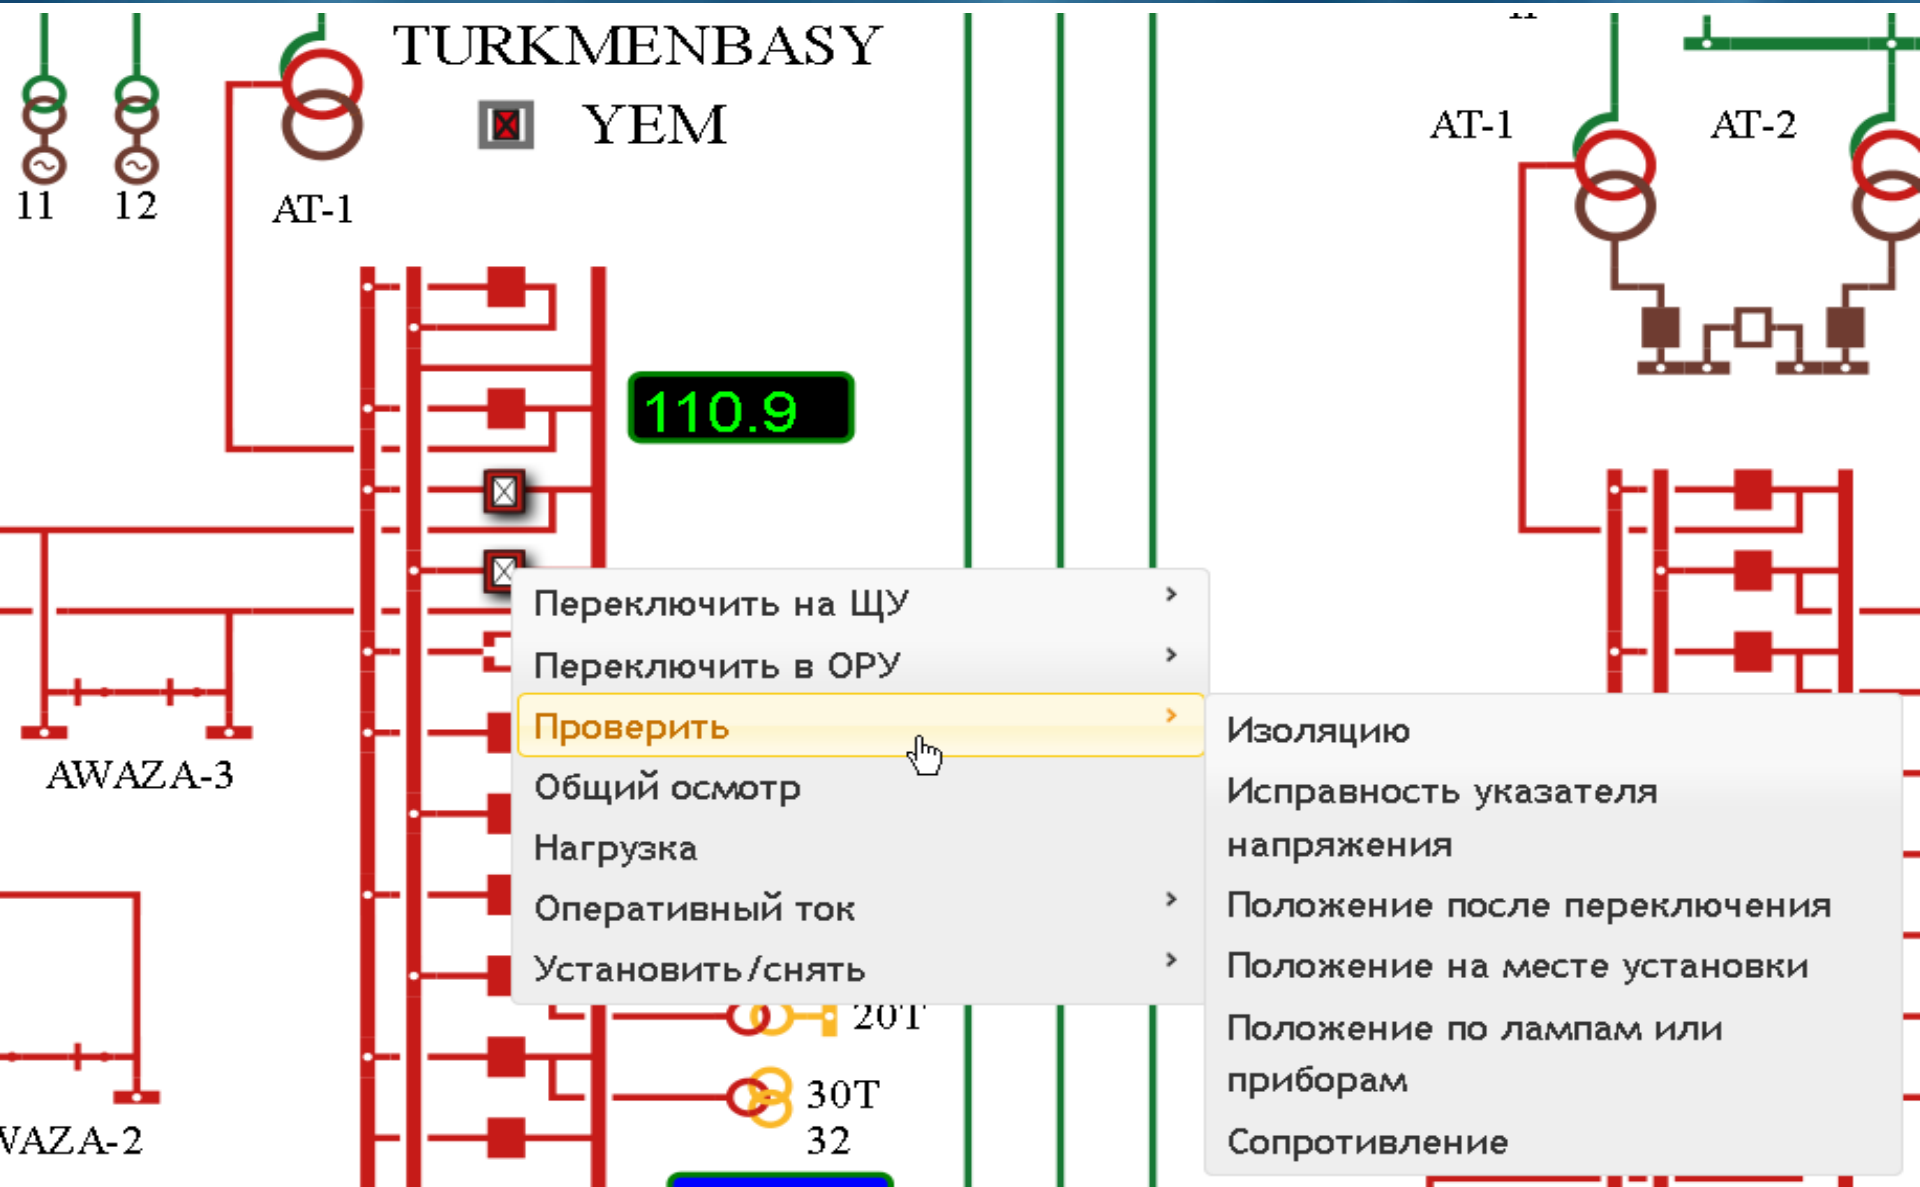 TURKMENBASY
YEM
11
12
AT-1
AT-1
AT-2
110.9
Переключить на ЩУ
Переключить в ОРУ
Проверить
Общий осмотр
Нагрузка
Оперативный ток
Установить/снять
Изоляцию
Исправность указателя
напряжения
Положение после переключения
Положение на месте установки
Положение по лампам или
приборам
Сопротивление
AWAZA-3
20T
30T
32
WAZA-2